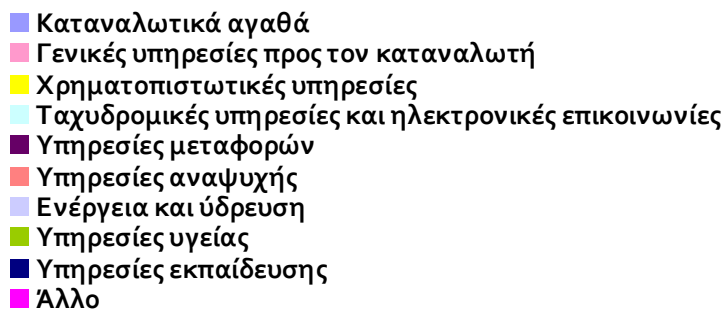 Καταναλωτικά αγαθά
Γενικές υπηρεσίες προς τον καταναλωτή
Χρηματοπιστωτικές υπηρεσίες
Ταχυδρομικές υπηρεσίες και ηλεκτρονικές επικοινωνίες
Υπηρεσίες μεταφορών
Υπηρεσίες αναψυχής
Ενέργεια και ύδρευση
Υπηρεσίες υγείας
Υπηρεσίες εκπαίδευσης
Άλλο